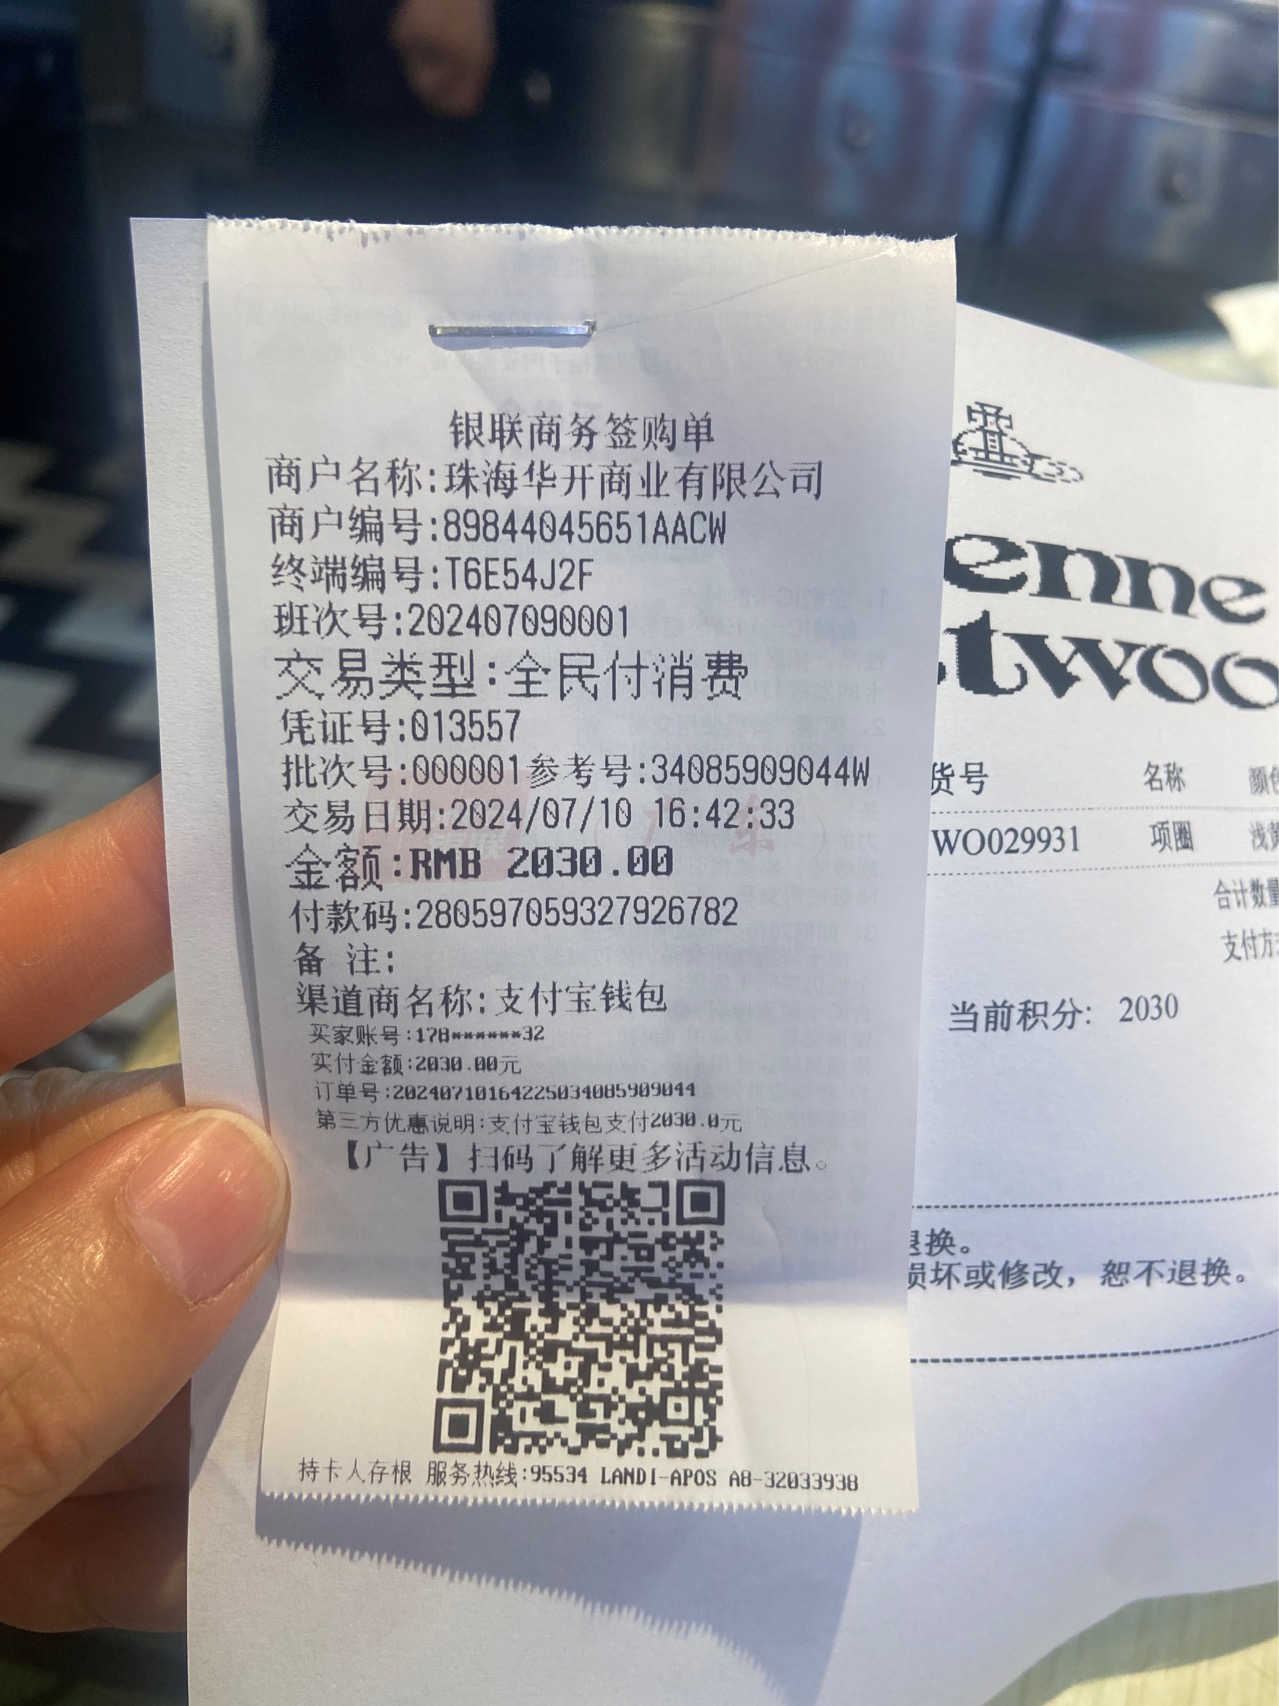 银联商务签购单
商户名称:珠海华开商业有限公司
商户编号:89844045651AACW
终端编号:T6E54J2F
班次号:202407090001
交易类型:全民付消费
凭证号:013557
批次号:000001参考号:34085909044W
交易日期:2024/07/10 16:42:33
金额:RMB 2030.00
付款码:280597059327926782
备 注:
渠道商名称:支付宝钱包
买家账号:178******32
实付金额:2030.00元
订单号:20240710164225034085909044
第三方优惠说明:支付宝钱包支付2030.0元
【广告】扫码了解更多活动信息。
持卡人存根 服务热线:95534 LANDI-APOS A8-32033938
enne
twoo
货号 名称 颜色
WO029931 项圈 浅黄
合计数量
支付方
当前积分: 2030
退换。
损坏或修改，恕不退换。